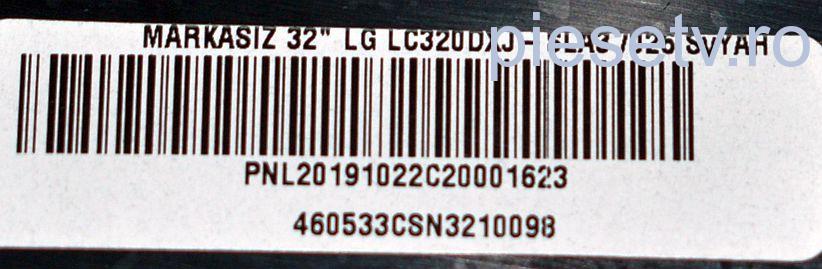 MARKASIZ 32" LG LC320DXJ-
piesetv.ro
PNL20191022C20001623
460533CSN3210098